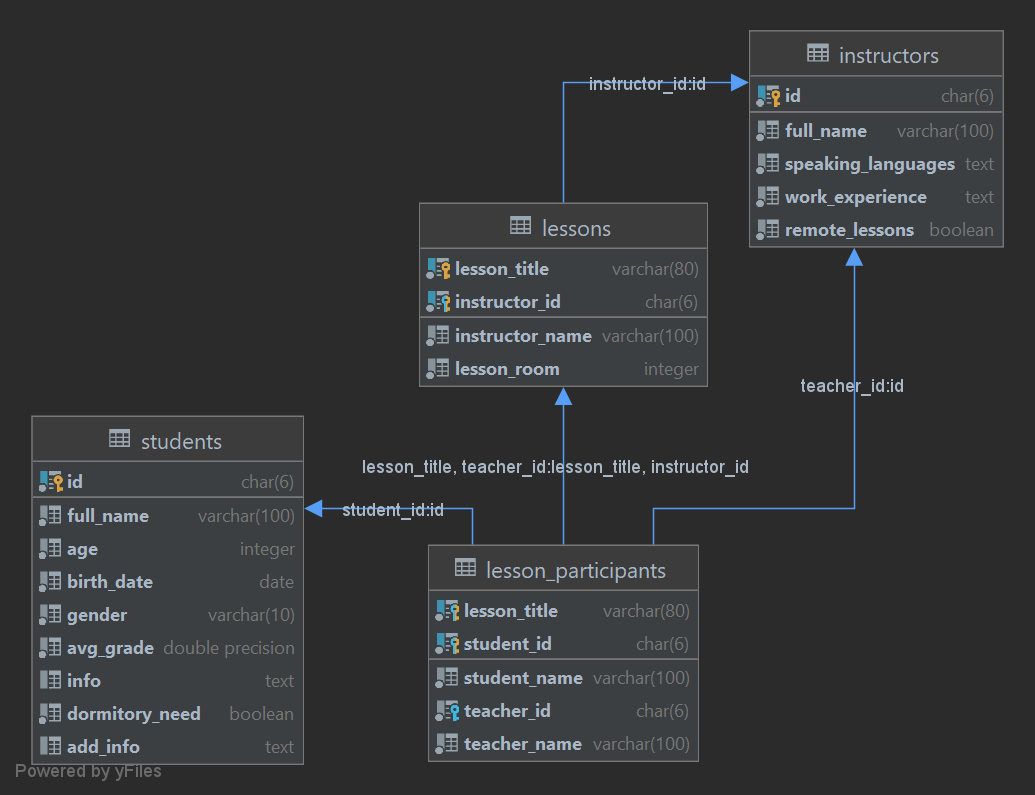 instructors
id char(6)
full_name varchar(100)
speaking_languages text
work_experience text
remote_lessons boolean
instructor_id:id
lessons
lesson_title varchar(80)
instructor_id char(6)
instructor_name varchar(100)
lesson_room integer
teacher_id:id
lesson_title, teacher_id:lesson_title, instructor_id
student_id:id
students
id char(6)
full_name varchar(100)
age integer
birth_date date
gender varchar(10)
avg_grade double precision
info text
dormitory_need boolean
add_info text
lesson_participants
lesson_title varchar(80)
student_id char(6)
student_name varchar(100)
teacher_id char(6)
teacher_name varchar(100)
Powered by yFiles